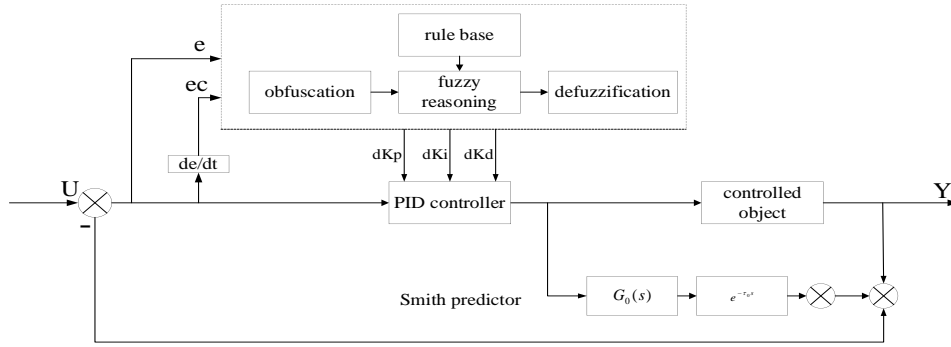 e
rule base
ec
obfuscation
fuzzy
reasoning
defuzzification
dKp
dKi
dKd
de/dt
U
PID controller
controlled
object
Y
-
Smith predictor
G₀(s)
e^{-τ₀s}